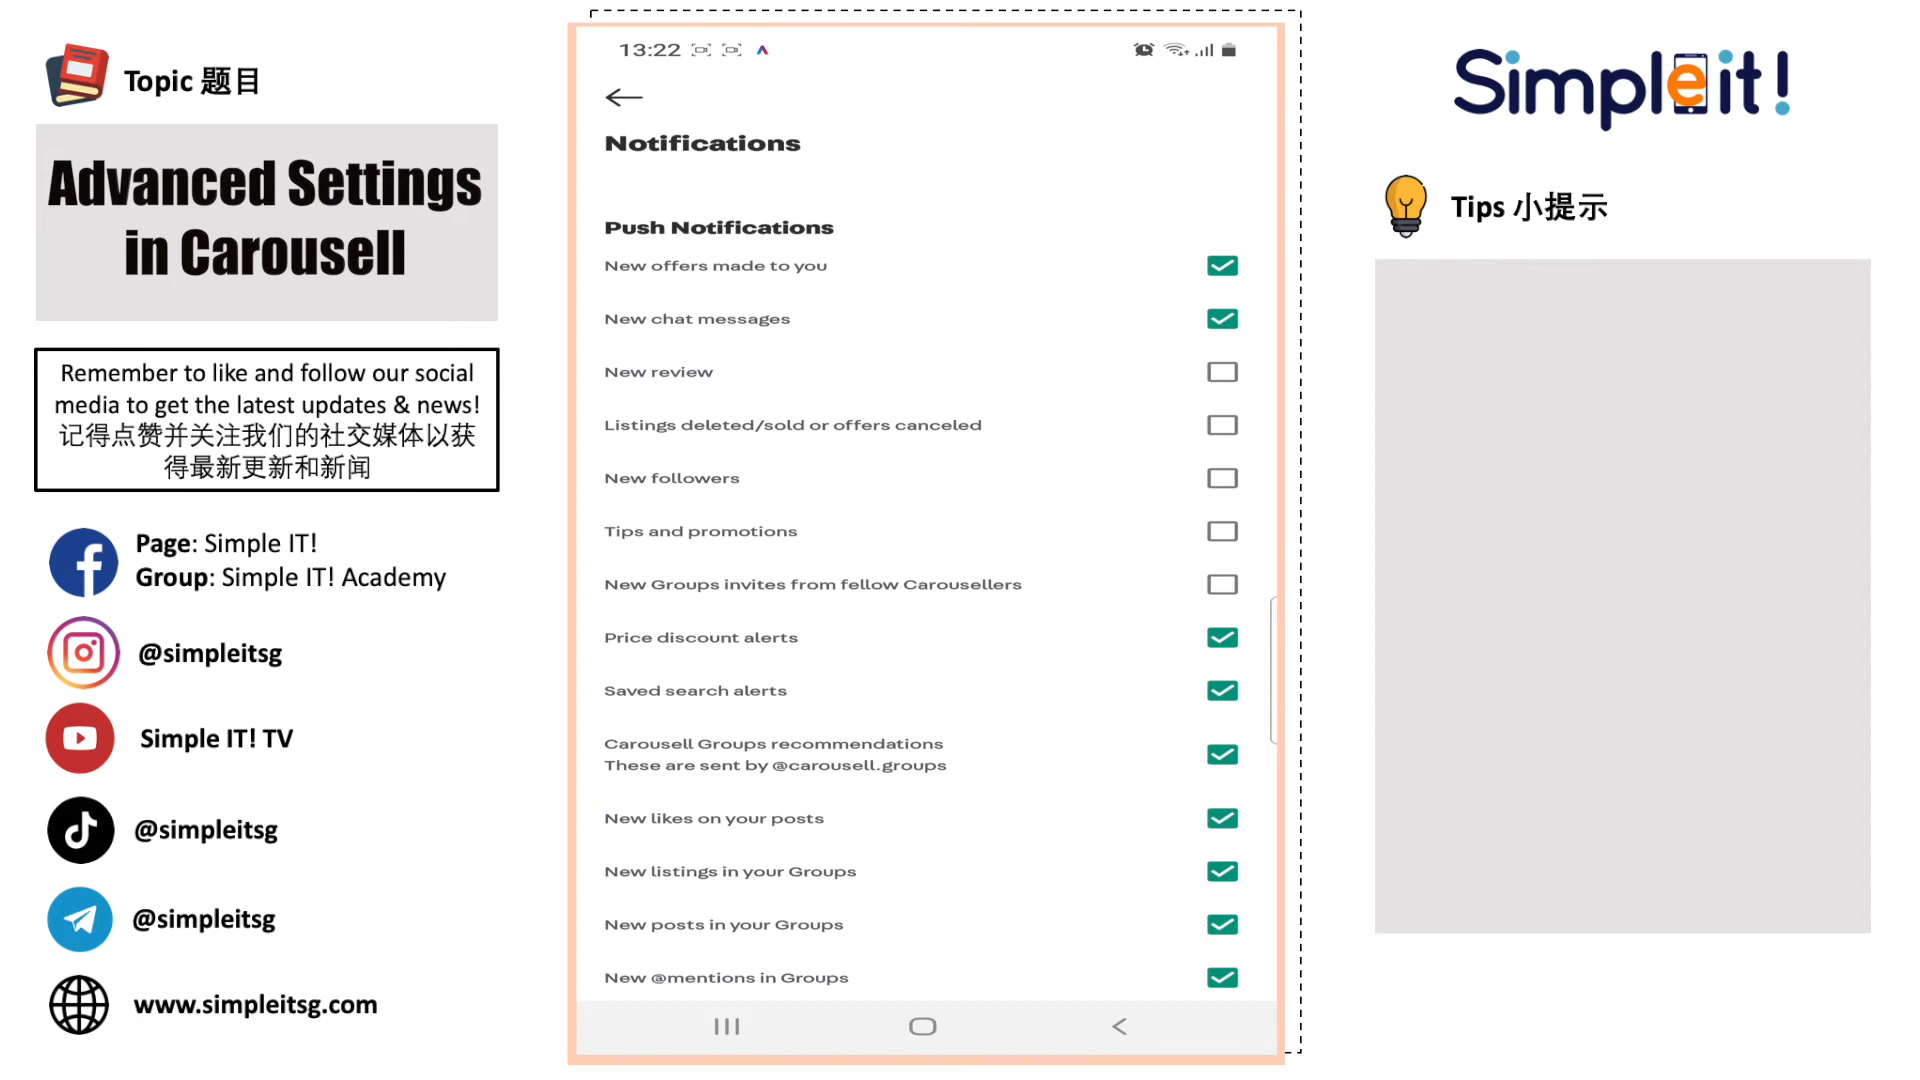 Topic 题目
Advanced Settings
in Carousell
Remember to like and follow our social
media to get the latest updates & news!
记得点赞并关注我们的社交媒体以获
得最新更新和新闻
Page: Simple IT!
Group: Simple IT! Academy
@simpleitsg
Simple IT! TV
@simpleitsg
@simpleitsg
www.simpleitsg.com
13:22
Notifications
Push Notifications
New offers made to you
New chat messages
New review
Listings deleted/sold or offers canceled
New followers
Tips and promotions
New Groups invites from fellow Carousellers
Price discount alerts
Saved search alerts
Carousell Groups recommendations
These are sent by @carousell.groups
New likes on your posts
New listings in your Groups
New posts in your Groups
New @mentions in Groups
Simple it!
Tips 小提示